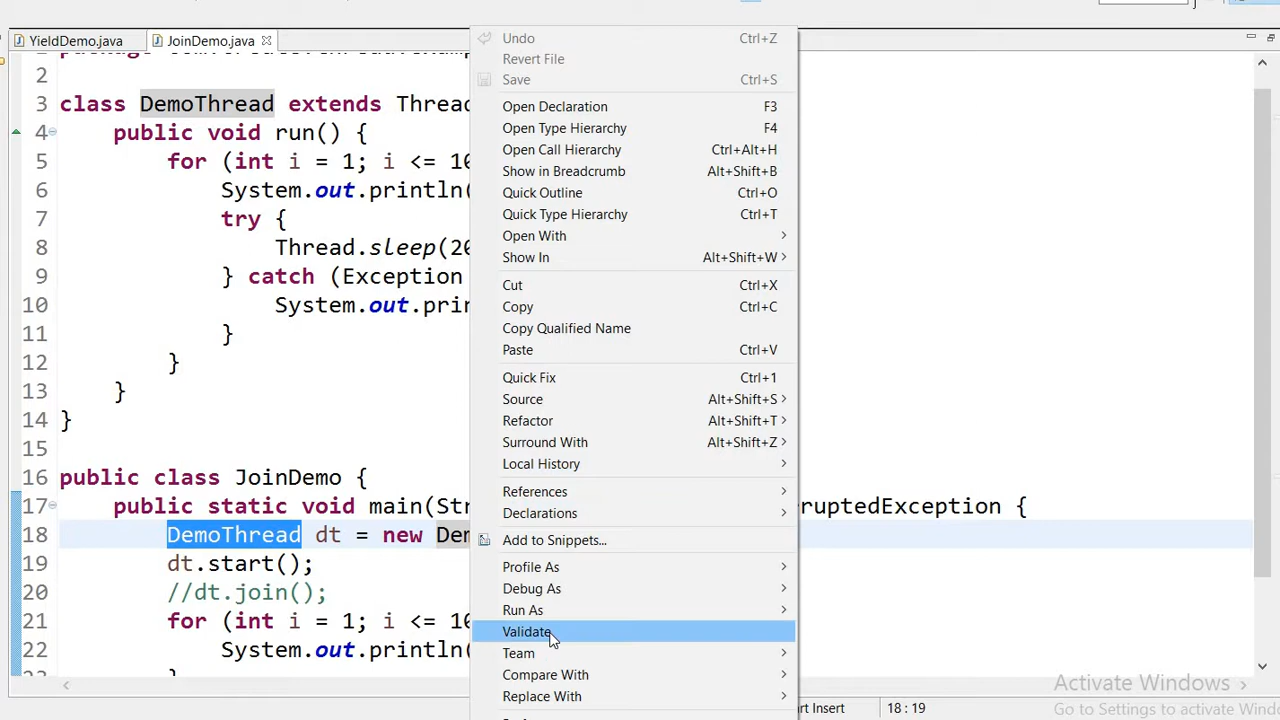 YieldDemo.java
JoinDemo.java
2
3 class DemoThread extends Thread
4 public void run() {
5 for (int i = 1; i <= 10
6 System.out.println(
7 try {
8 Thread.sleep(20
9 } catch (Exception
10 System.out.prin
11 }
12 }
13 }
14 }
15
16 public class JoinDemo {
17 public static void main(Str
ruptedException {
18 DemoThread dt = new Dem
19 dt.start();
20 //dt.join();
21 for (int i = 1; i <= 10
22 System.out.println(
Undo Ctrl+Z
Revert File
Save Ctrl+S
Open Declaration F3
Open Type Hierarchy F4
Open Call Hierarchy Ctrl+Alt+H
Show in Breadcrumb Alt+Shift+B
Quick Outline Ctrl+O
Quick Type Hierarchy Ctrl+T
Open With
Show In Alt+Shift+W
Cut Ctrl+X
Copy Ctrl+C
Copy Qualified Name
Paste Ctrl+V
Quick Fix Ctrl+1
Source Alt+Shift+S
Refactor Alt+Shift+T
Surround With Alt+Shift+Z
Local History
References
Declarations
Add to Snippets...
Profile As
Debug As
Run As
Validate
Team
Compare With
Replace With
Activate Windows
Go to Settings to activate Wind
rt Insert
18 : 19